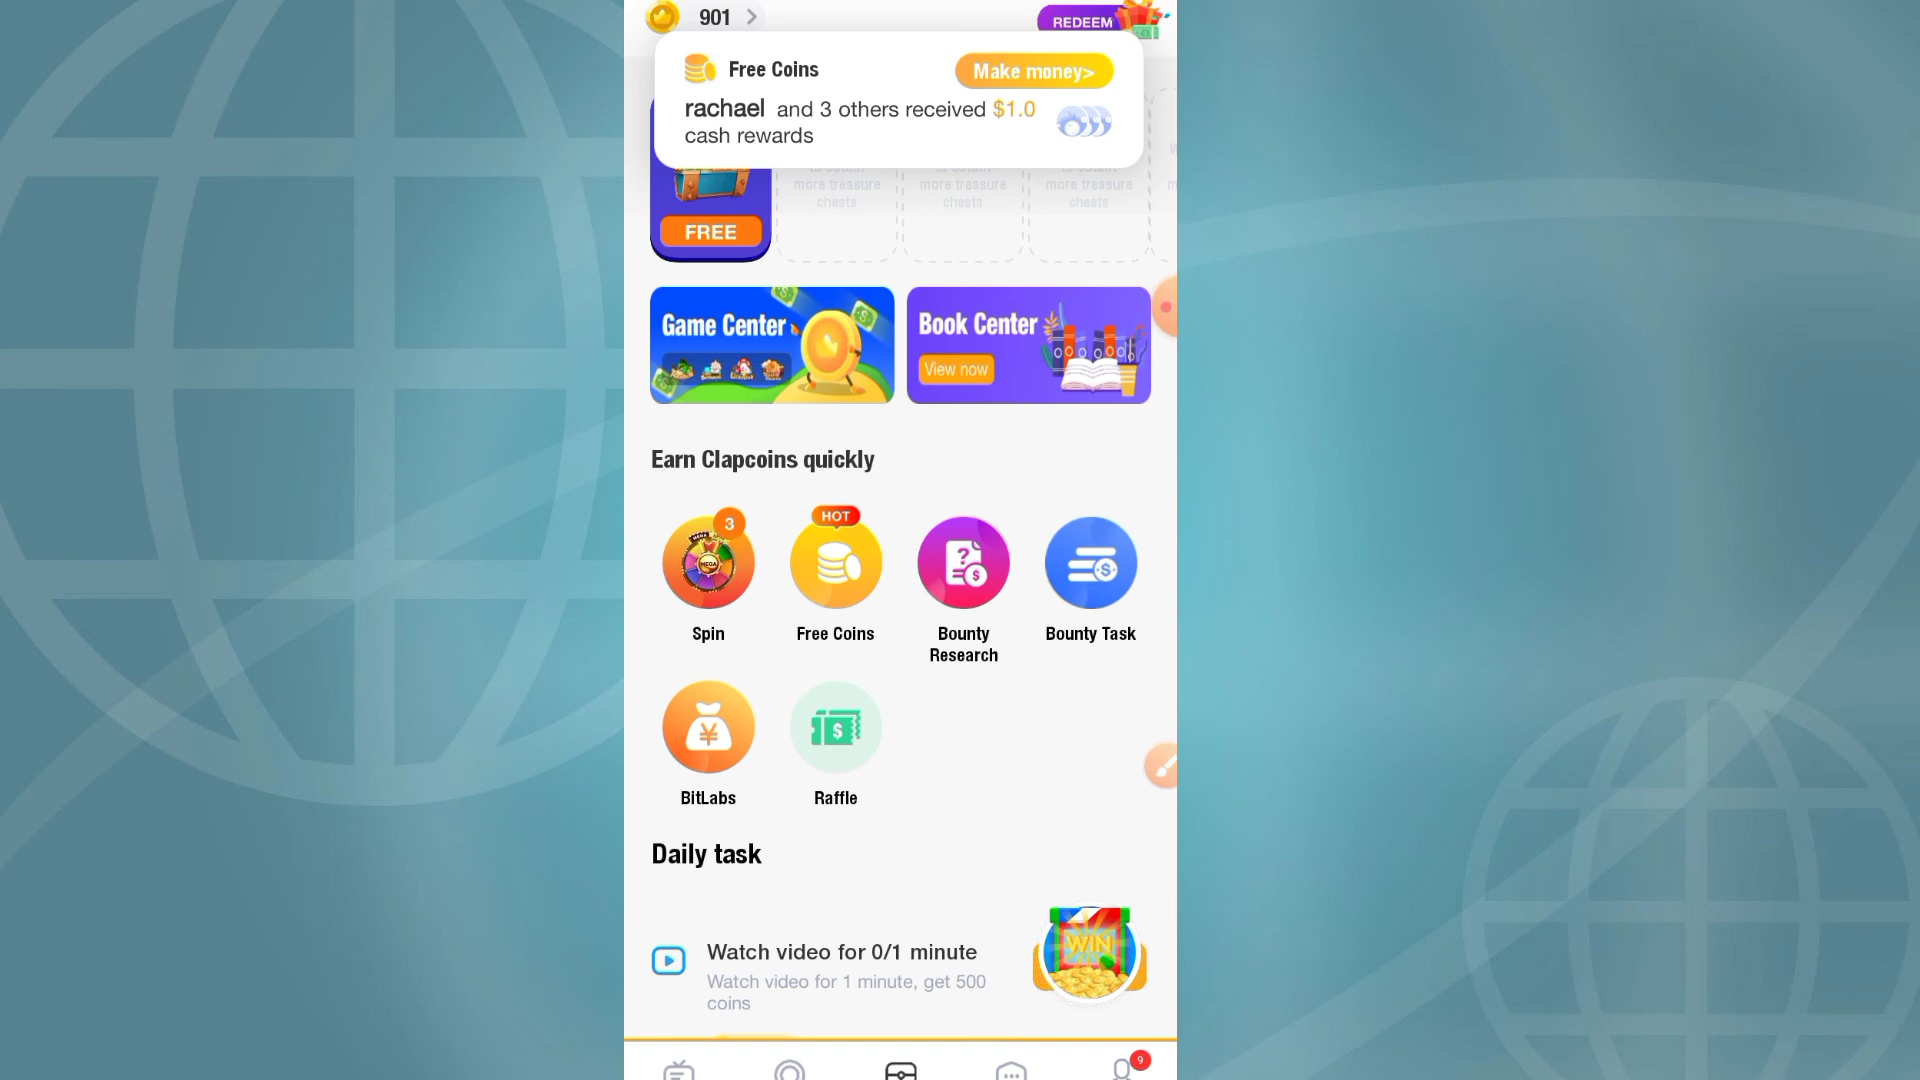 901
REDEEM
Free Coins
Make money>
rachael and 3 others received $1.0
cash rewards
more treasure
chests
more treasure
chests
more treasure
chests
FREE
Game Center
Book Center
View now
Earn Clapcoins quickly
3
HOT
MEGA
Spin
Free Coins
Bounty
Research
Bounty Task
BitLabs
Raffle
Daily task
Watch video for 0/1 minute
Watch video for 1 minute, get 500
coins
WIN
9